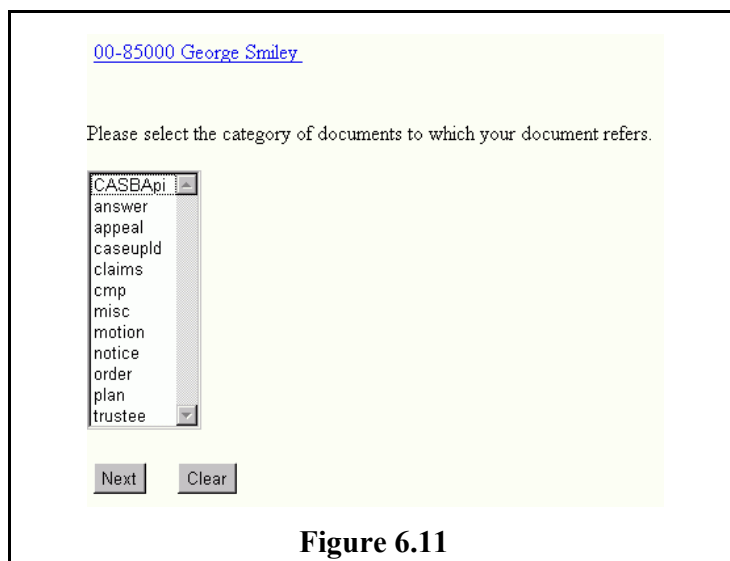 00-85000 George Smiley
Please select the category of documents to which your document refers.
CASBApi
answer
appeal
caseupld
claims
cmp
misc
motion
notice
order
plan
trustee
Next Clear
Figure 6.11